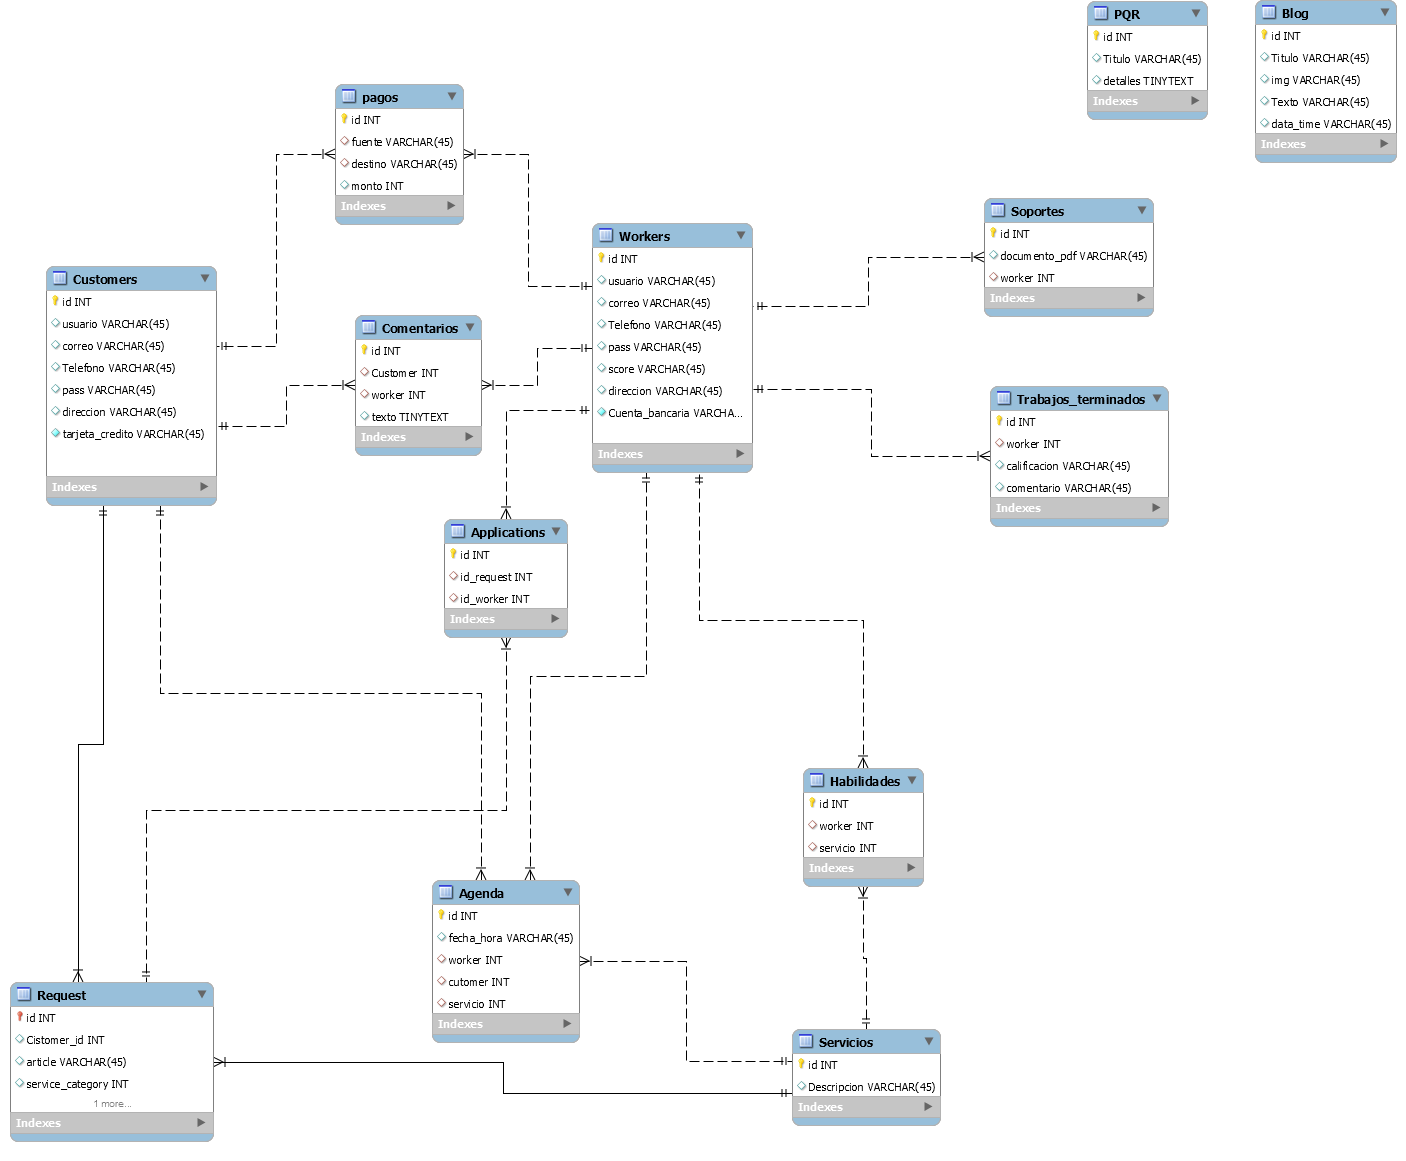 PQR
id INT
Titulo VARCHAR(45)
detalles TINYTEXT
Indexes
Blog
id INT
Titulo VARCHAR(45)
img VARCHAR(45)
Texto VARCHAR(45)
data_time VARCHAR(45)
Indexes
pagos
id INT
fuente VARCHAR(45)
destino VARCHAR(45)
monto INT
Indexes
Workers
id INT
usuario VARCHAR(45)
correo VARCHAR(45)
Telefono VARCHAR(45)
pass VARCHAR(45)
score VARCHAR(45)
direccion VARCHAR(45)
Cuenta_bancaria VARCHA...
Indexes
Soportes
id INT
documento_pdf VARCHAR(45)
worker INT
Indexes
Customers
id INT
usuario VARCHAR(45)
correo VARCHAR(45)
Telefono VARCHAR(45)
pass VARCHAR(45)
direccion VARCHAR(45)
tarjeta_credito VARCHAR(45)
Indexes
Comentarios
id INT
Customer INT
worker INT
texto TINYTEXT
Indexes
Trabajos_terminados
id INT
worker INT
calificacion VARCHAR(45)
comentario VARCHAR(45)
Indexes
Applications
id INT
id_request INT
id_worker INT
Indexes
Habilidades
id INT
worker INT
servicio INT
Indexes
Agenda
id INT
fecha_hora VARCHAR(45)
worker INT
cutomer INT
servicio INT
Indexes
Request
id INT
Cistomer_id INT
article VARCHAR(45)
service_category INT
1 more...
Indexes
Servicios
id INT
Descripcion VARCHAR(45)
Indexes